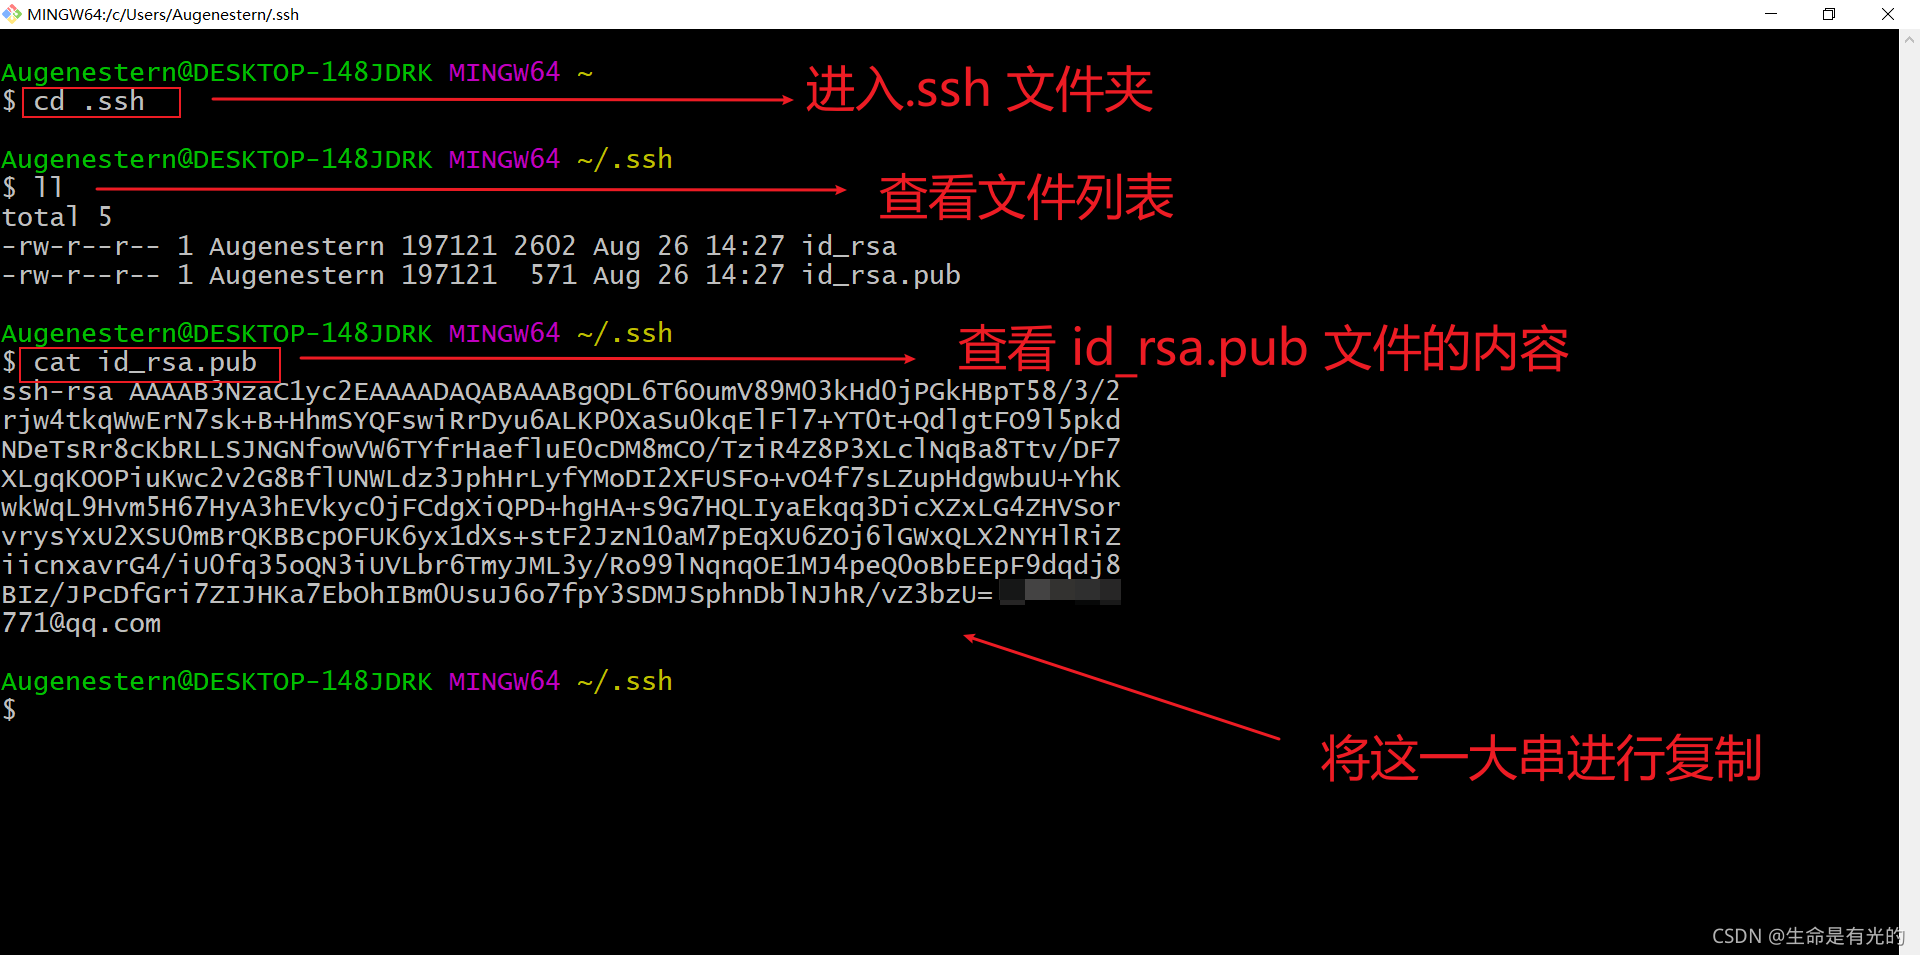 MINGW64:/c/Users/Augenestern/.ssh
Augenestern@DESKTOP-148JDRK MINGW64 ~
$ cd .ssh
进入.ssh 文件夹
Augenestern@DESKTOP-148JDRK MINGW64 ~/.ssh
$ ll
查看文件列表
total 5
-rw-r--r-- 1 Augenestern 197121 2602 Aug 26 14:27 id_rsa
-rw-r--r-- 1 Augenestern 197121  571 Aug 26 14:27 id_rsa.pub
Augenestern@DESKTOP-148JDRK MINGW64 ~/.ssh
$ cat id_rsa.pub
查看 id_rsa.pub 文件的内容
ssh-rsa AAAAB3NzaC1yc2EAAAADAQABAAABgQDL6T6OumV89M03kHd0jPGkHBpT58/3/2
rjw4tkqWwErN7sk+B+HhmSYQFswiRrDyu6ALKP0XaSu0kqElFl7+YT0t+QdlgtFO9l5pkd
NDeTsRr8cKbRLLSJNGNfowVW6TYfrHaefluE0cDM8mCO/TziR4Z8P3XLclNqBa8Ttv/DF7
XLgqKOOPiuKwc2v2G8BflUNWLdz3JphHrLyfYMoDI2XFUSFo+vO4f7sLZupHdgwbuU+YhK
wkWqL9Hvm5H67HyA3hEVkyc0jFCdgXiQPD+hgHA+s9G7HQLIyaEkqq3DicXZxLG4ZHVSor
vrysYxU2XSU0mBrQKBBcpOFUK6yx1dXs+stF2JzN10aM7pEqXU6ZOj6lGWxQLX2NYHlRiZ
iicnxavrG4/iU0fq35oQN3iUVLbr6TmyJML3y/Ro99lNqnqOE1MJ4peQ0oBbEEpF9dqdj8
BIz/JPcDfGri7ZIJHKa7EbOhIBm0UsuJ6o7fpY3SDMJSphnDblNJhR/vZ3bzU=
771@qq.com
Augenestern@DESKTOP-148JDRK MINGW64 ~/.ssh
$
将这一大串进行复制
CSDN @生命是有光的